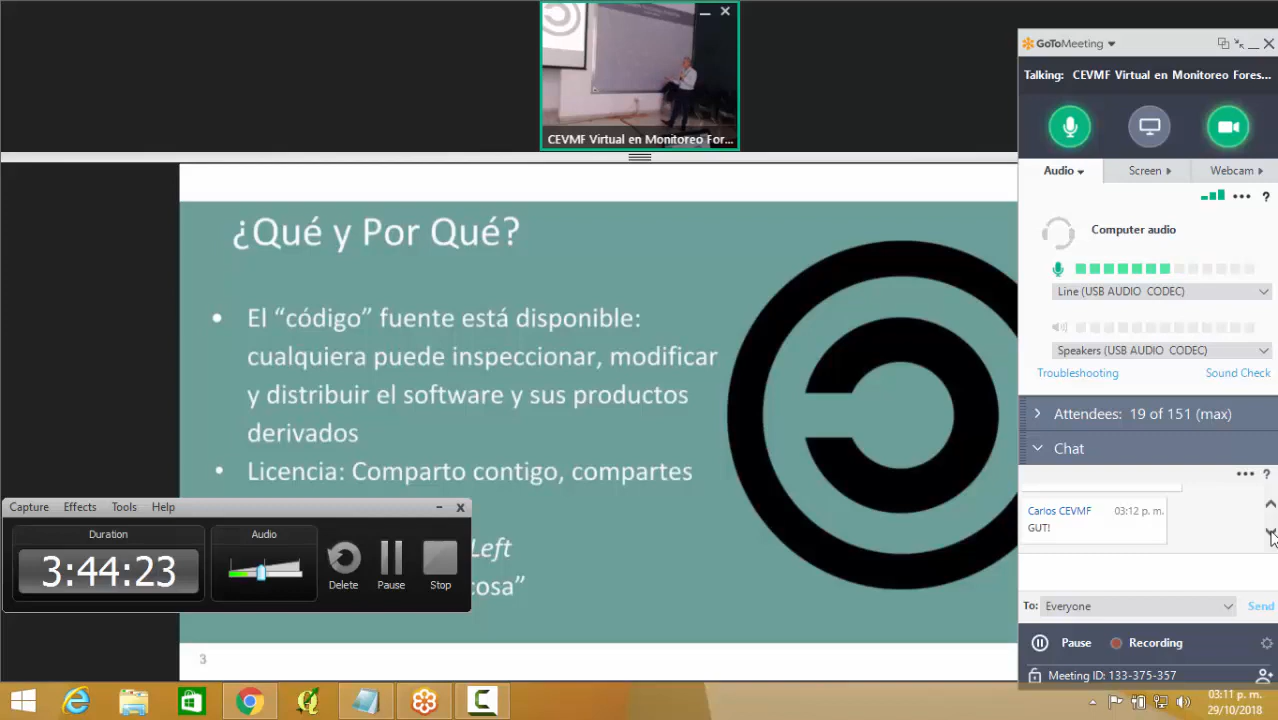 CEVMF Virtual en Monitoreo For...
GoToMeeting
Talking: CEVMF Virtual en Monitoreo Fores...
Audio Screen Webcam
... ?
Computer audio
Line (USB AUDIO CODEC)
Speakers (USB AUDIO CODEC)
Troubleshooting Sound Check
Attendees: 19 of 151 (max)
Chat
... ?
Carlos CEVMF 03:12 p. m.
GUT!
To: Everyone Send
Pause Recording
Meeting ID: 133-375-357
¿Qué y Por Qué?
• El “código” fuente está disponible:
cualquiera puede inspeccionar, modificar
y distribuir el software y sus productos
derivados
• Licencia: Comparto contigo, compartes
Left
cosa”
3
Capture Effects Tools Help
Duration Audio
3:44:23
Delete Pause Stop
03:11 p. m.
29/10/2018